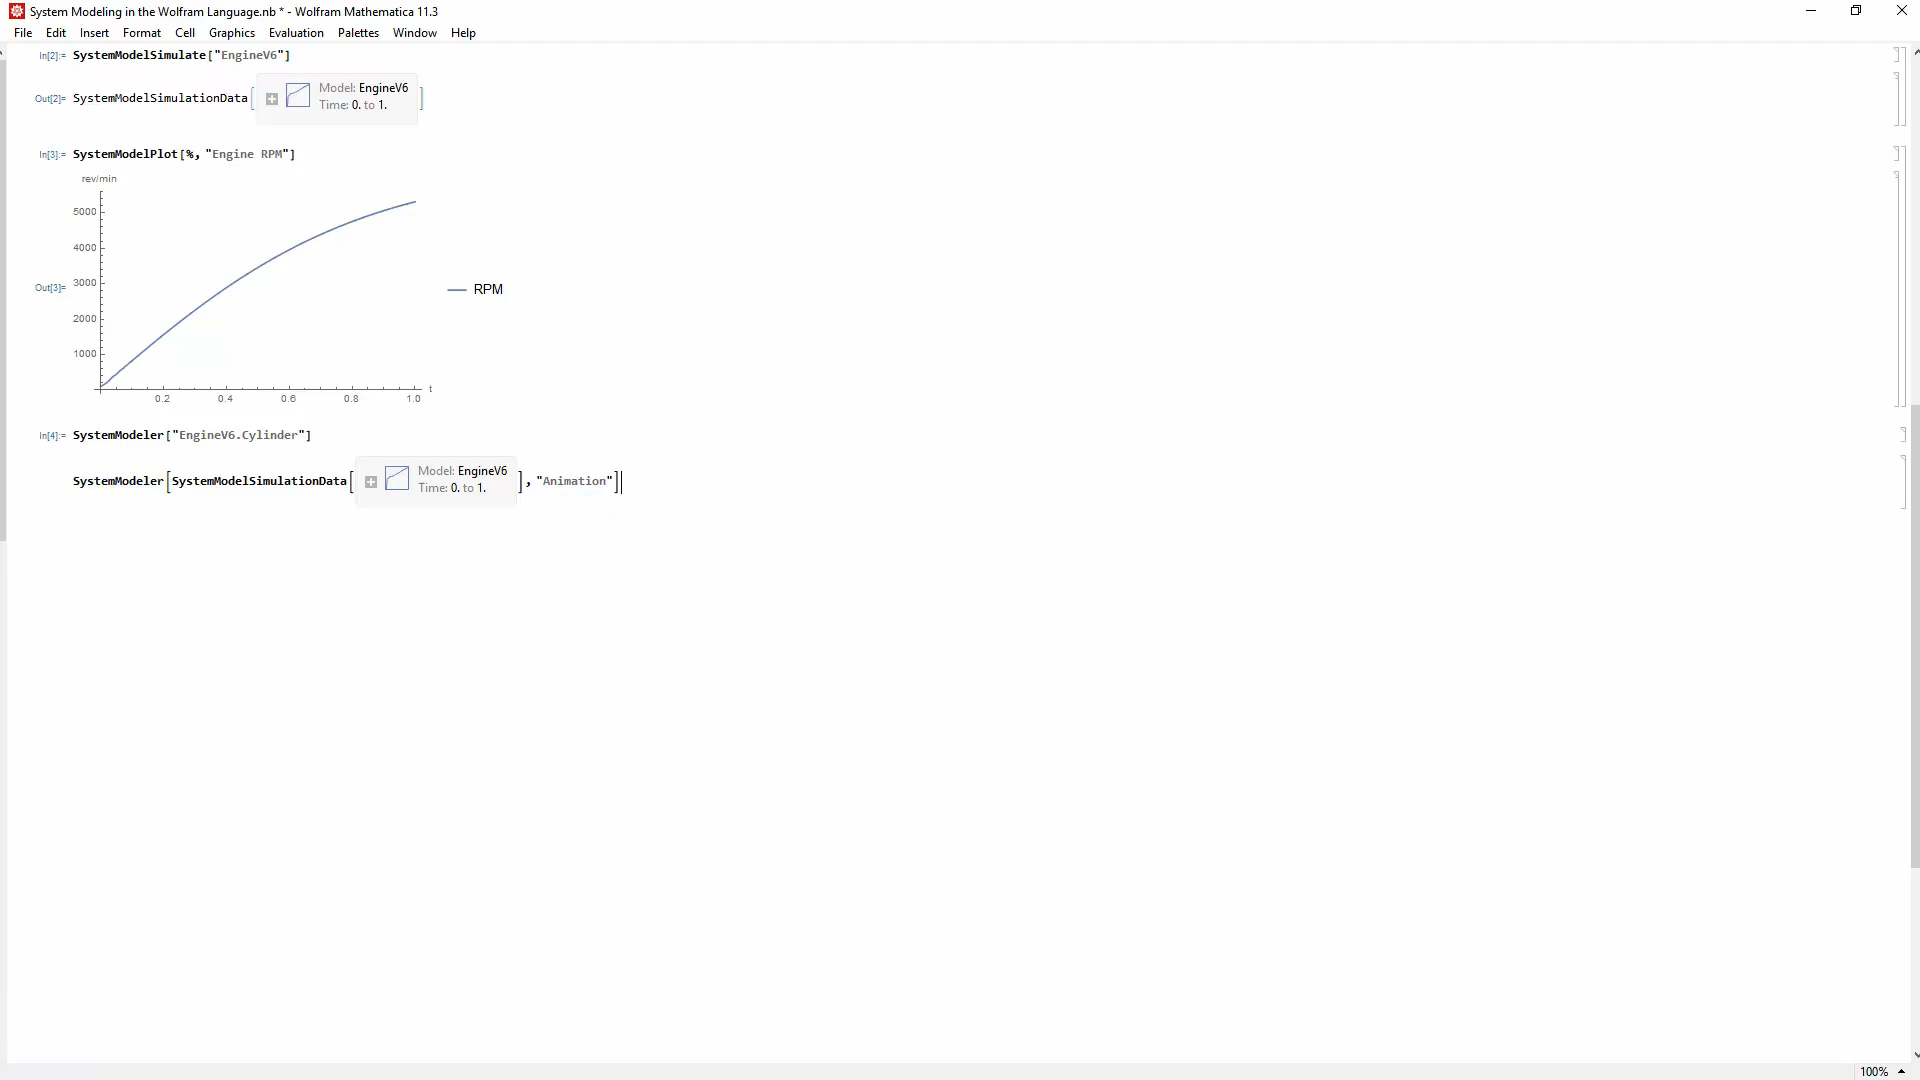 System Modeling in the Wolfram Language.nb * - Wolfram Mathematica 11.3
File Edit Insert Format Cell Graphics Evaluation Palettes Window Help
In[2]:= SystemModelSimulate["EngineV6"]
Out[2]= SystemModelSimulationData[ Model: EngineV6
Time: 0. to 1. ]
In[3]:= SystemModelPlot[%, "Engine RPM"]
rev/min
5000
4000
3000
2000
1000
Out[3]=
0.2 0.4 0.6 0.8 1.0 t
RPM
In[4]:= SystemModeler["EngineV6.Cylinder"]
SystemModeler[SystemModelSimulationData[ Model: EngineV6
Time: 0. to 1. ], "Animation"]
100%